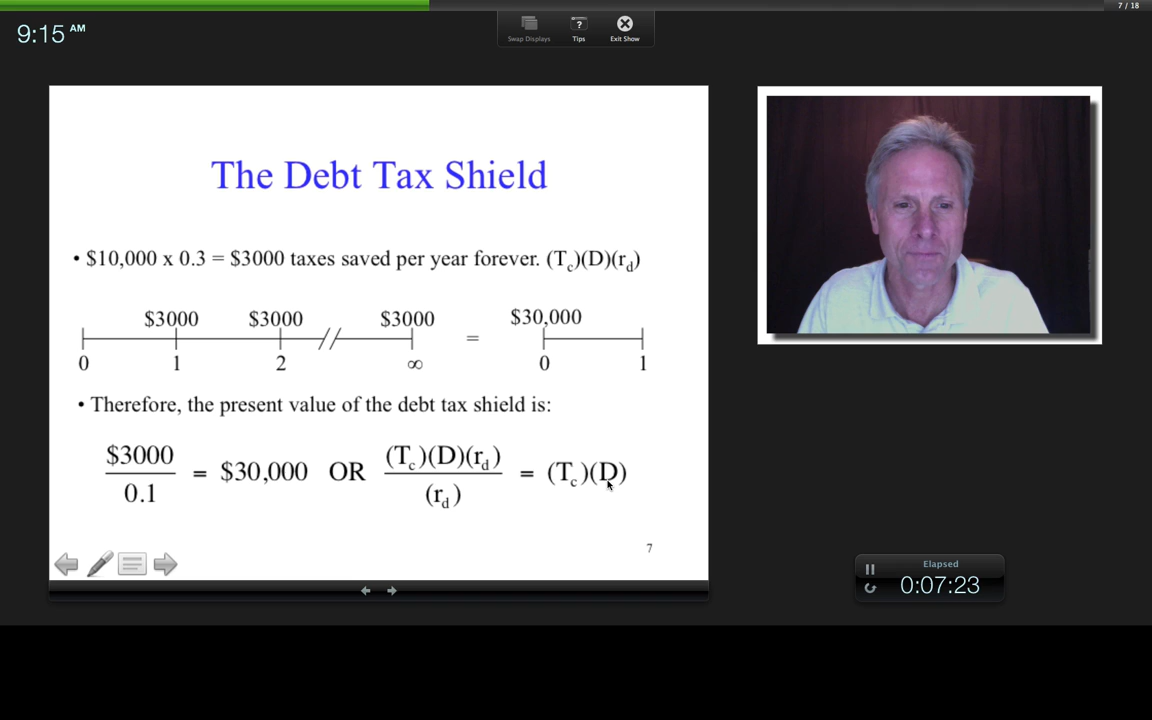 7 / 18
9:15 AM
Swap Displays
?
Tips
Exit Show
The Debt Tax Shield
• $10,000 x 0.3 = $3000 taxes saved per year forever. (Tc)(D)(rd)
$3000 $3000 $3000 $30,000
=
0 1 2 ∞ 0 1
• Therefore, the present value of the debt tax shield is:
$3000 (Tc)(D)(rd)
= $30,000 OR = (Tc)(D)
0.1 (rd)
7
Elapsed
0:07:23